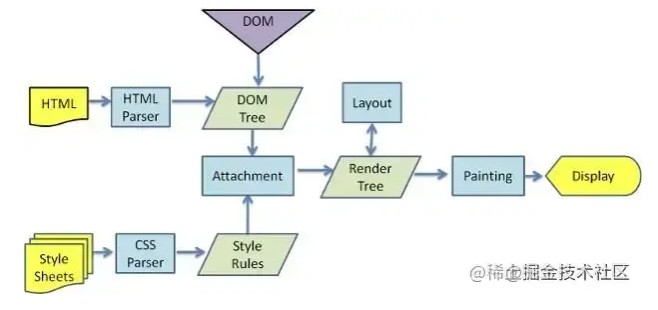 DOM
HTML
HTML
Parser
DOM
Tree
Layout
Attachment
Render
Tree
Painting
Display
Style
Sheets
CSS
Parser
Style
Rules
@稀土掘金技术社区